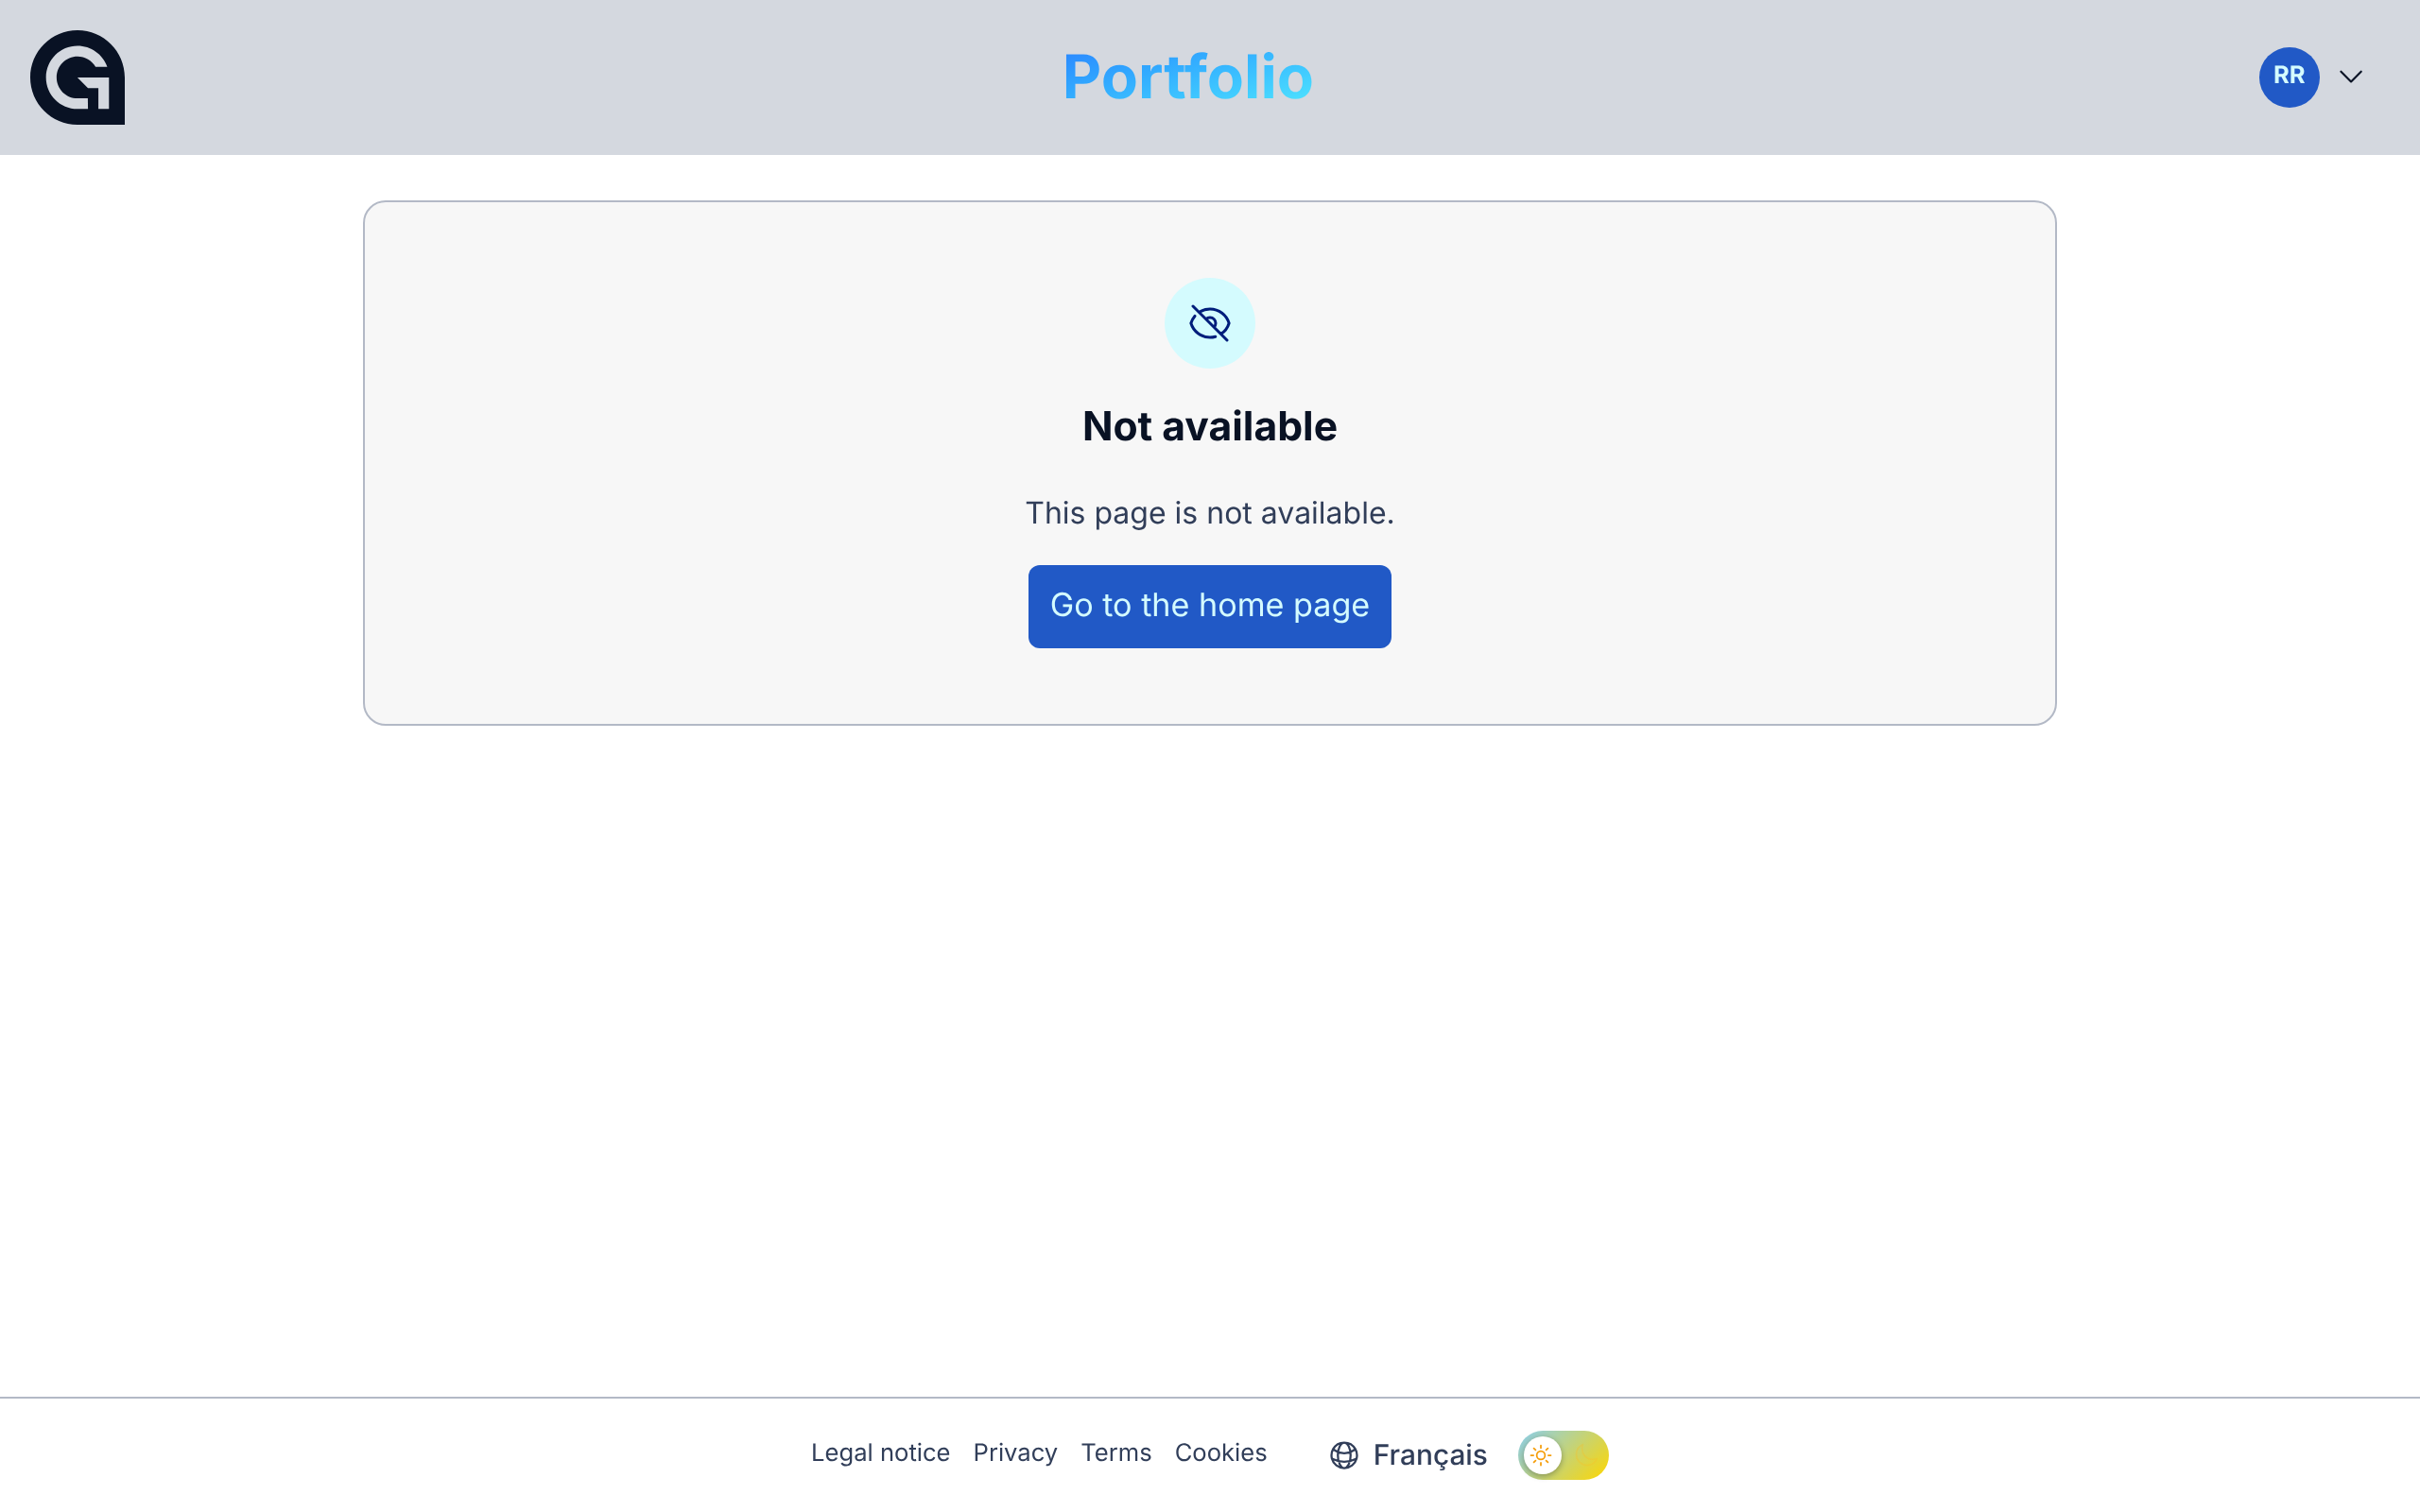 Portfolio
RR
Not available
This page is not available.
Go to the home page
Legal notice Privacy Terms Cookies Français